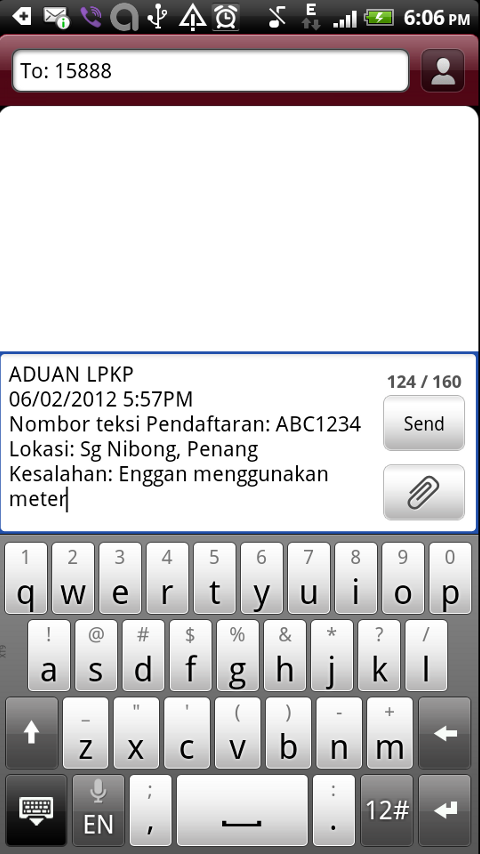 E
6:06 PM
To: 15888
ADUAN LPKP
06/02/2012 5:57PM
Nombor teksi Pendaftaran: ABC1234
Lokasi: Sg Nibong, Penang
Kesalahan: Enggan menggunakan
meter
124 / 160
Send
1 2 3 4 5 6 7 8 9 0
q w e r t y u i o p
! @ # $ % & * ? /
a s d f g h j k l
_ " ' ( ) - +
z x c v b n m
; :
EN , . 12#